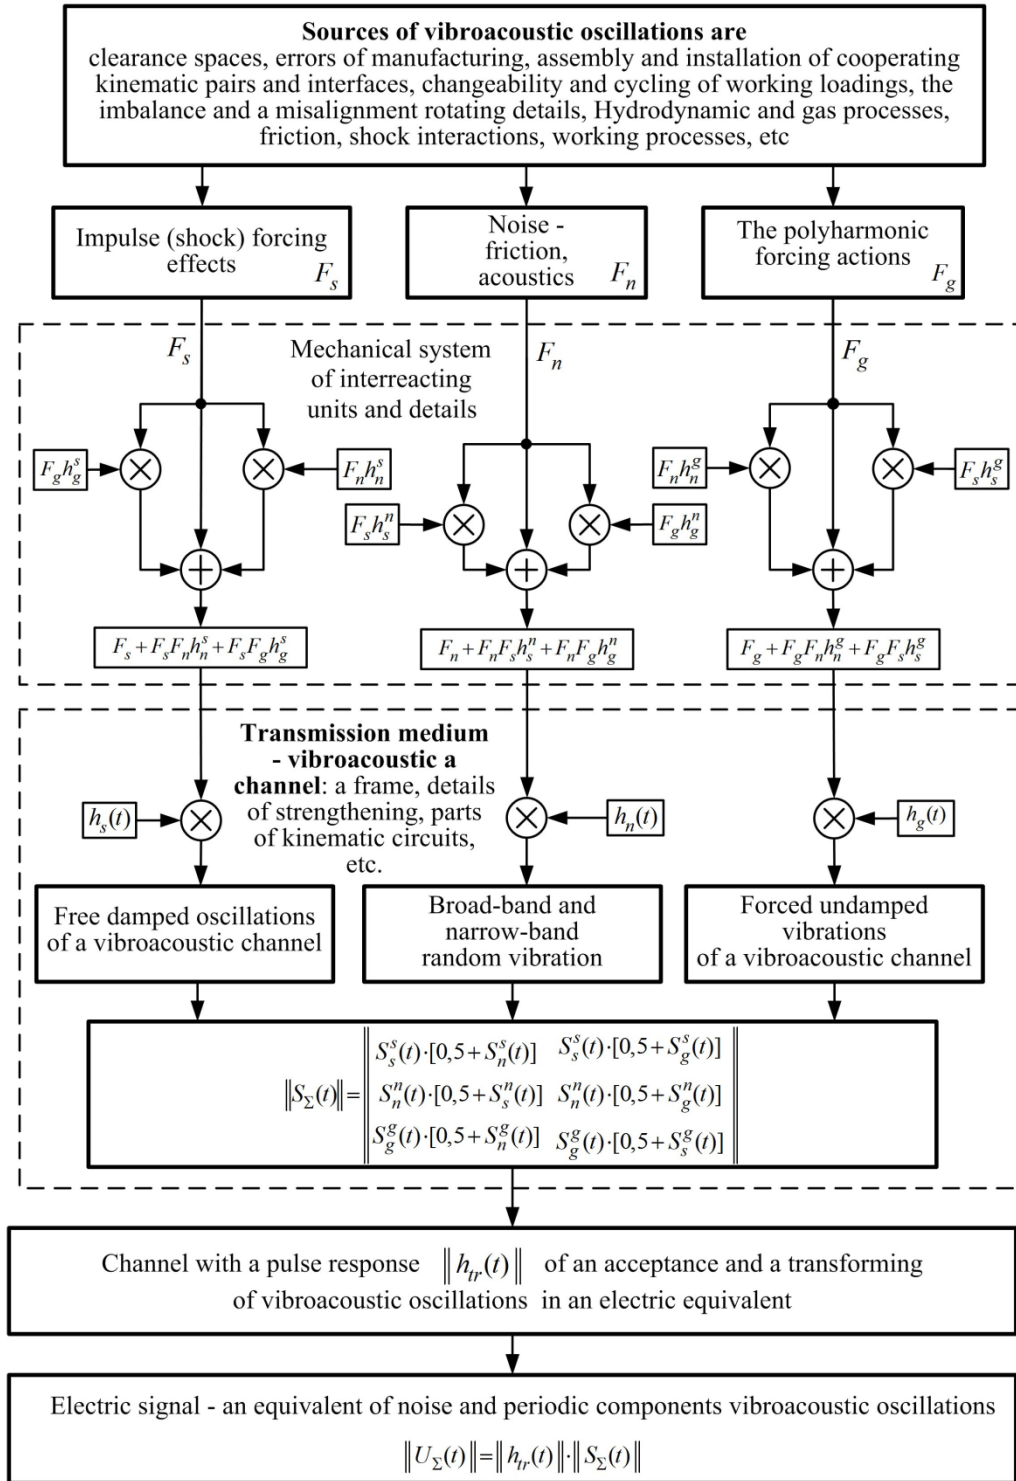 Sources of vibroacoustic oscillations are
clearance spaces, errors of manufacturing, assembly and installation of cooperating
kinematic pairs and interfaces, changeability and cycling of working loadings, the
imbalance and a misalignment rotating details, Hydrodynamic and gas processes,
friction, shock interactions, working processes, etc
Impulse (shock) forcing
effects
F_s
Noise -
friction,
acoustics
F_n
The polyharmonic
forcing actions
F_g
F_s
Mechanical system
of interreacting
units and details
F_n
F_g
F_g h_g^s
F_n h_n^s
F_s h_s^n
F_g h_g^n
F_n h_n^g
F_s h_s^g
F_s + F_s F_n h_n^s + F_s F_g h_g^s
F_n + F_n F_s h_s^n + F_n F_g h_g^n
F_g + F_g F_n h_n^g + F_g F_s h_s^g
Transmission medium
- vibroacoustic a
channel: a frame, details
of strengthening, parts
of kinematic circuits,
etc.
h_s(t)
h_n(t)
h_g(t)
Free damped oscillations
of a vibroacoustic channel
Broad-band and
narrow-band
random vibration
Forced undamped
vibrations
of a vibroacoustic channel
S_s^s(t)·[0,5+S_n^s(t)] S_s^s(t)·[0,5+S_g^s(t)]
‖S_Σ(t)‖= S_n^n(t)·[0,5+S_s^n(t)] S_n^n(t)·[0,5+S_g^n(t)]
S_g^g(t)·[0,5+S_n^g(t)] S_g^g(t)·[0,5+S_s^g(t)]
Channel with a pulse response ‖h_tr(t)‖ of an acceptance and a transforming
of vibroacoustic oscillations in an electric equivalent
Electric signal - an equivalent of noise and periodic components vibroacoustic oscillations
‖U_Σ(t)‖=‖h_tr(t)‖·‖S_Σ(t)‖